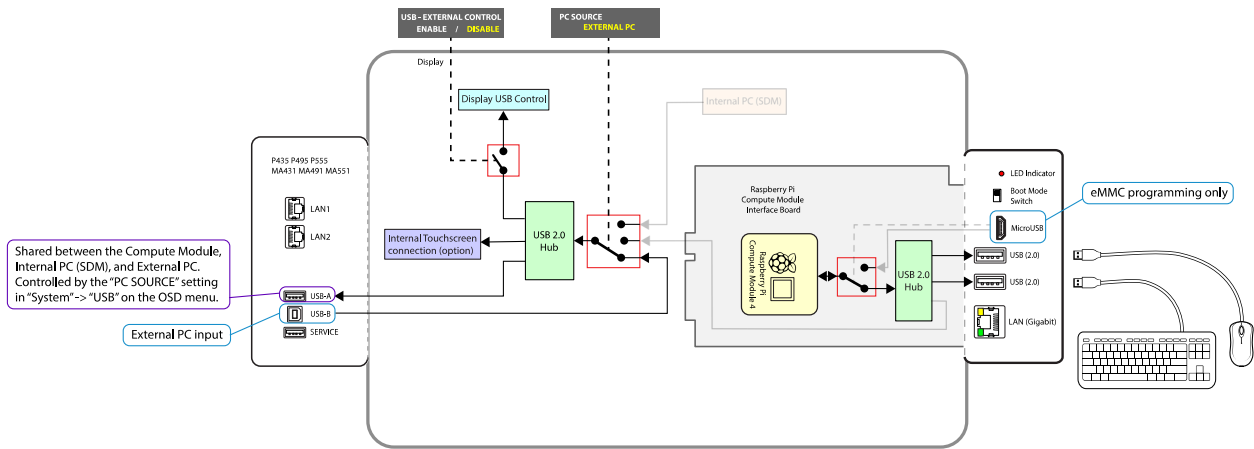 USB – EXTERNAL CONTROL
ENABLE / DISABLE
PC SOURCE
EXTERNAL PC
Display
Display USB Control
Internal PC (SDM)
P435 P495 P555
MA431 MA491 MA551
LAN1
LAN2
USB-A
USB-B
SERVICE
Shared between the Compute Module,
Internal PC (SDM), and External PC.
Controlled by the "PC SOURCE" setting
in "System"-> "USB" on the OSD menu.
External PC input
Internal Touchscreen
connection (option)
USB 2.0
Hub
Raspberry Pi
Compute Module
Interface Board
Raspberry Pi
Compute Module 4
USB 2.0
Hub
LED Indicator
Boot Mode
Switch
MicroUSB
USB (2.0)
USB (2.0)
LAN (Gigabit)
eMMC programming only